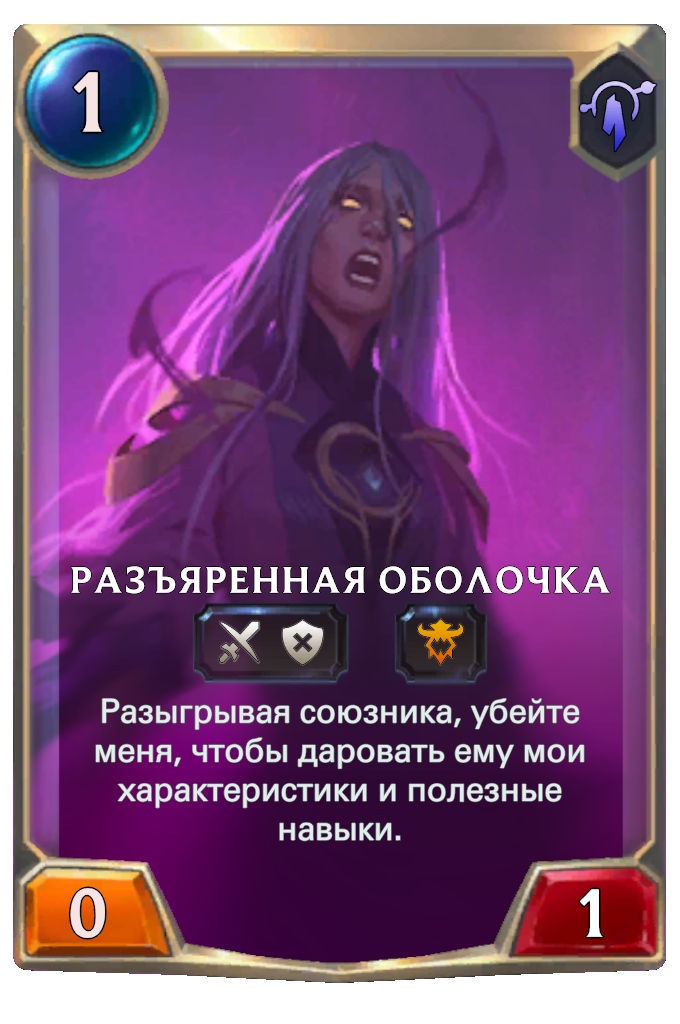 1
РАЗЪЯРЕННАЯ ОБОЛОЧКА
Разыгрывая союзника, убейте
меня, чтобы даровать ему мои
характеристики и полезные
навыки.
0
1